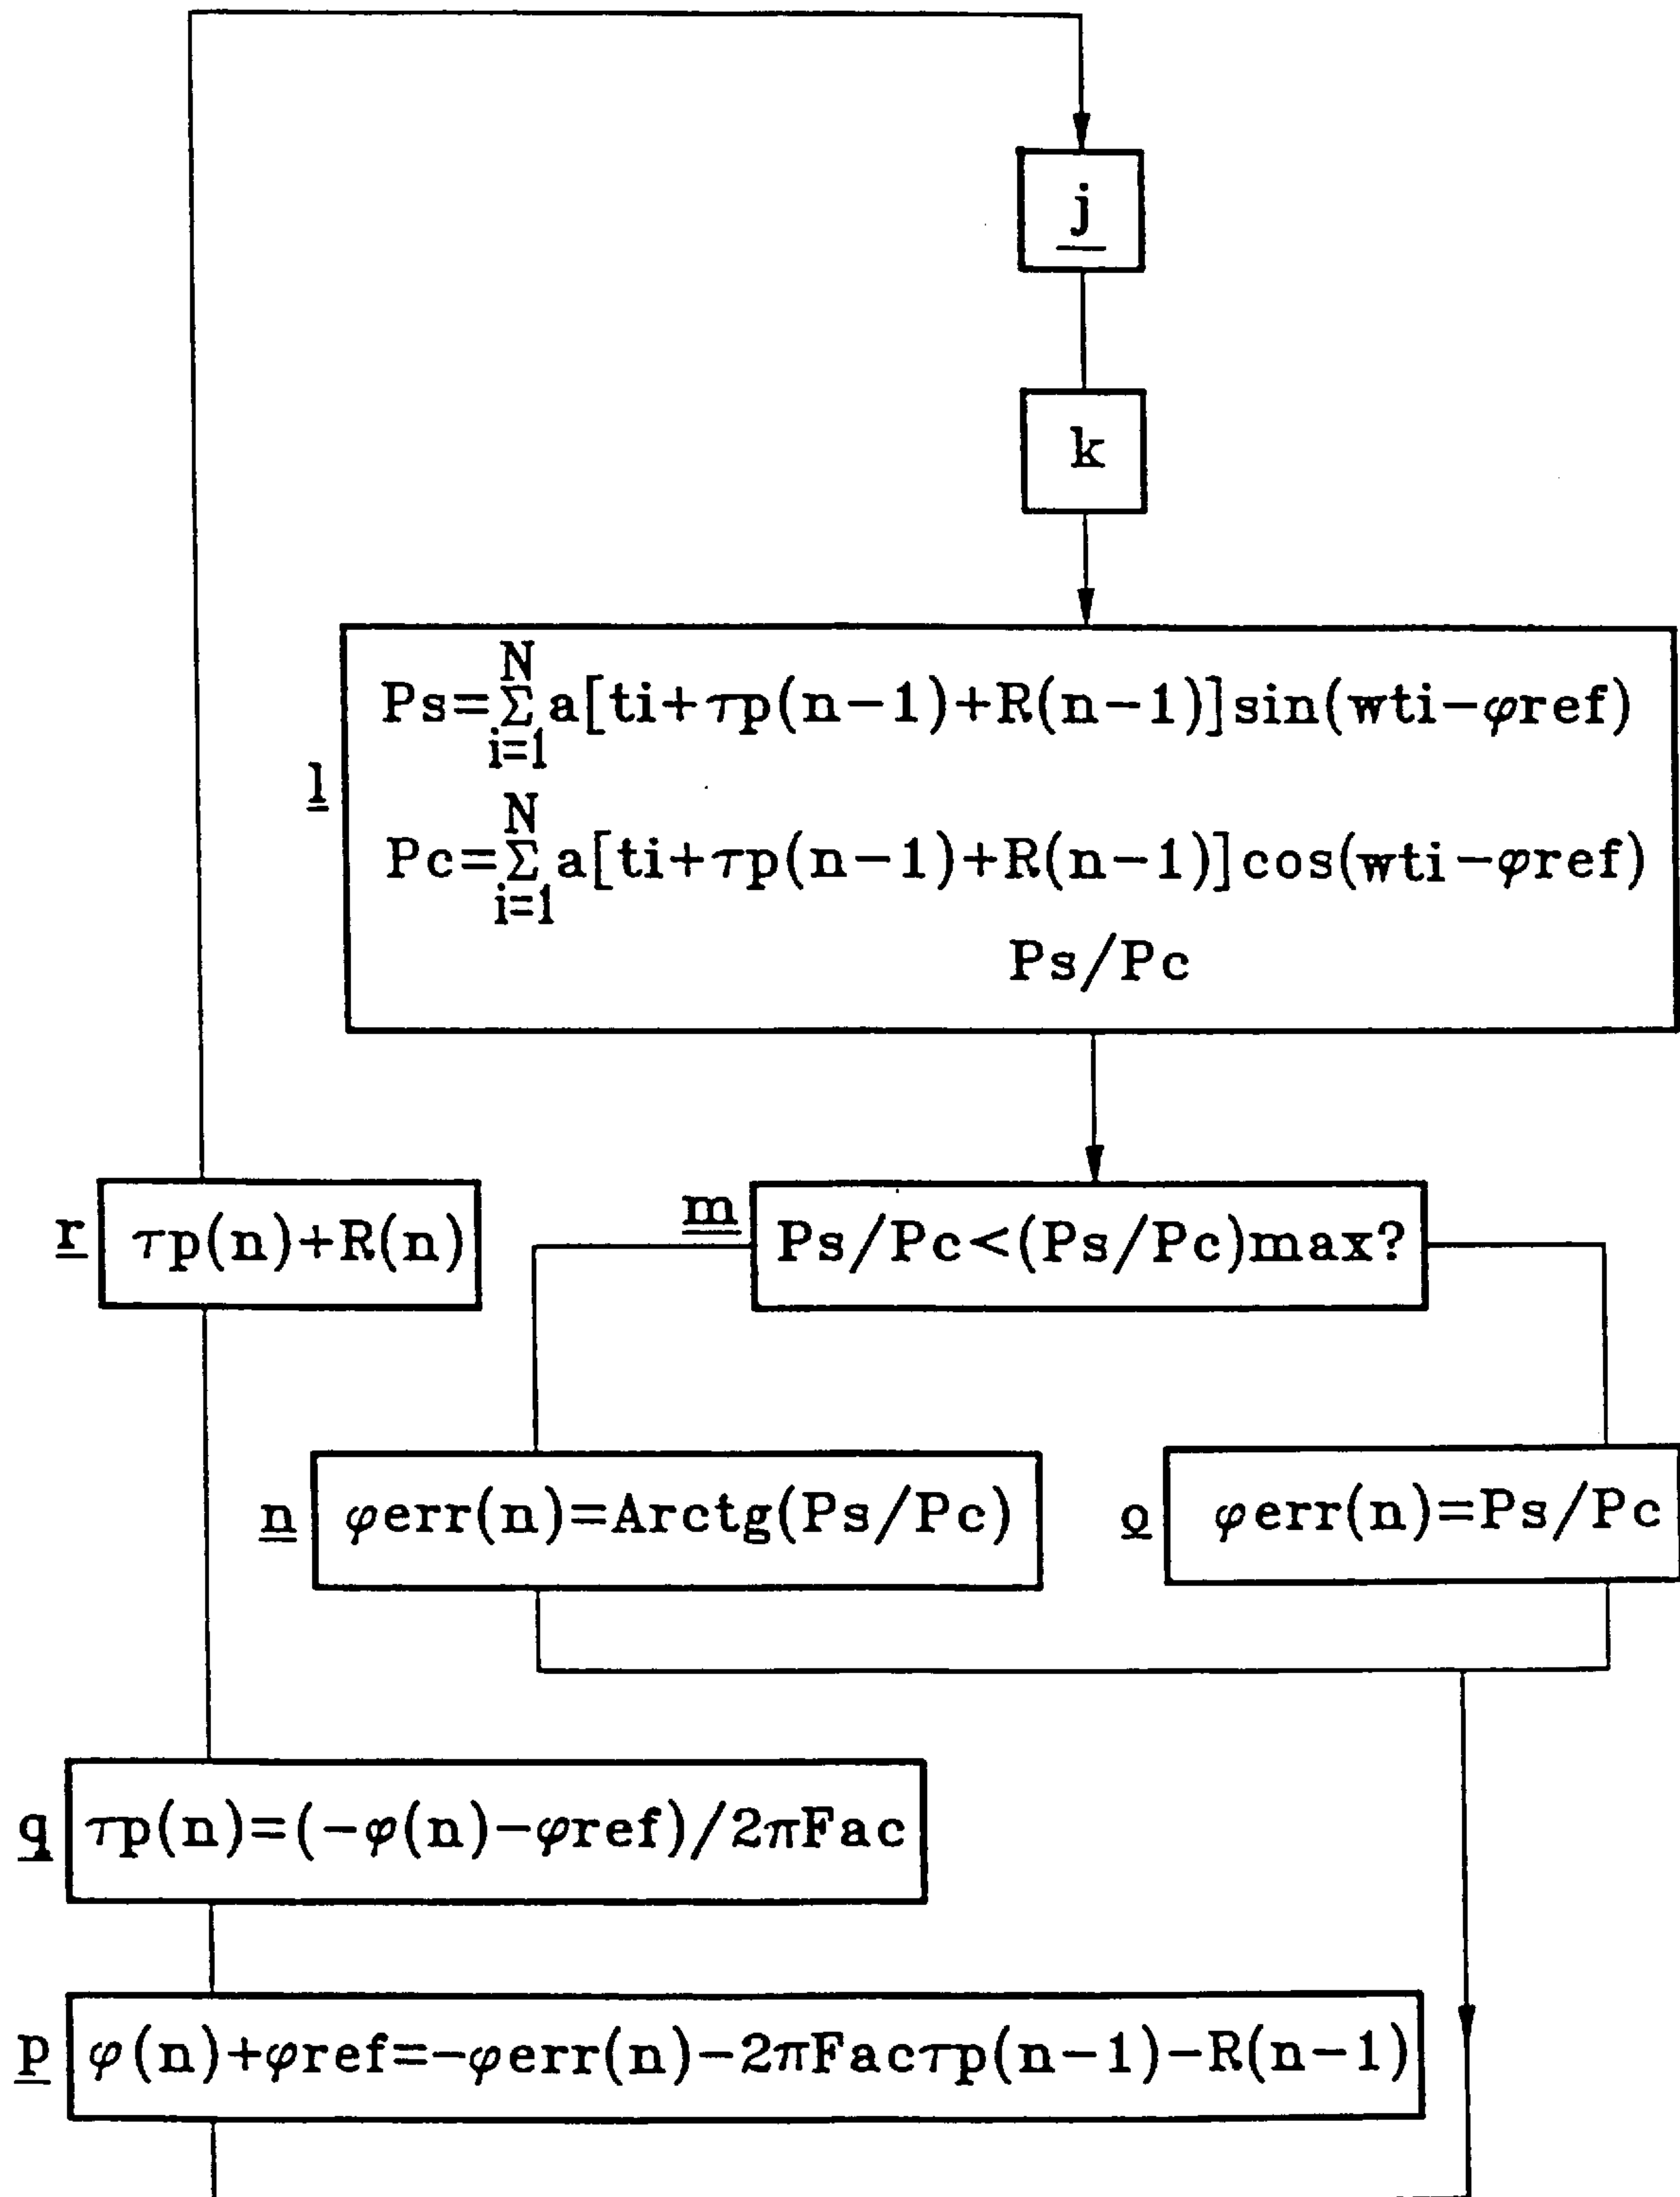 j
k
l
Ps=Σ(i=1 to N) a[ti+τp(n-1)+R(n-1)]sin(wti-φref)
Pc=Σ(i=1 to N) a[ti+τp(n-1)+R(n-1)]cos(wti-φref)
Ps/Pc
r
τp(n)+R(n)
m
Ps/Pc<(Ps/Pc)max?
n
φerr(n)=Arctg(Ps/Pc)
o
φerr(n)=Ps/Pc
q
τp(n)=(-φ(n)-φref)/2πFac
p
φ(n)+φref=-φerr(n)-2πFacτp(n-1)-R(n-1)